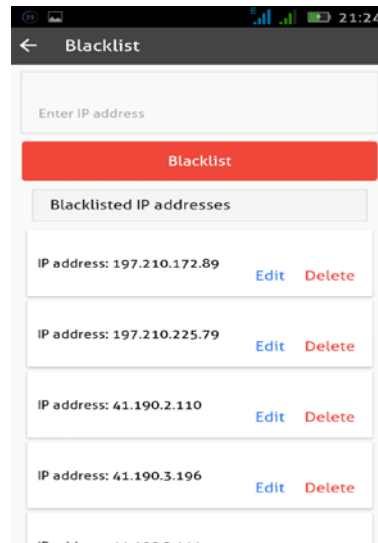 39 E 21:24
← Blacklist
Enter IP address
Blacklist
Blacklisted IP addresses
IP address: 197.210.172.89
Edit Delete
IP address: 197.210.225.79
Edit Delete
IP address: 41.190.2.110
Edit Delete
IP address: 41.190.3.196
Edit Delete